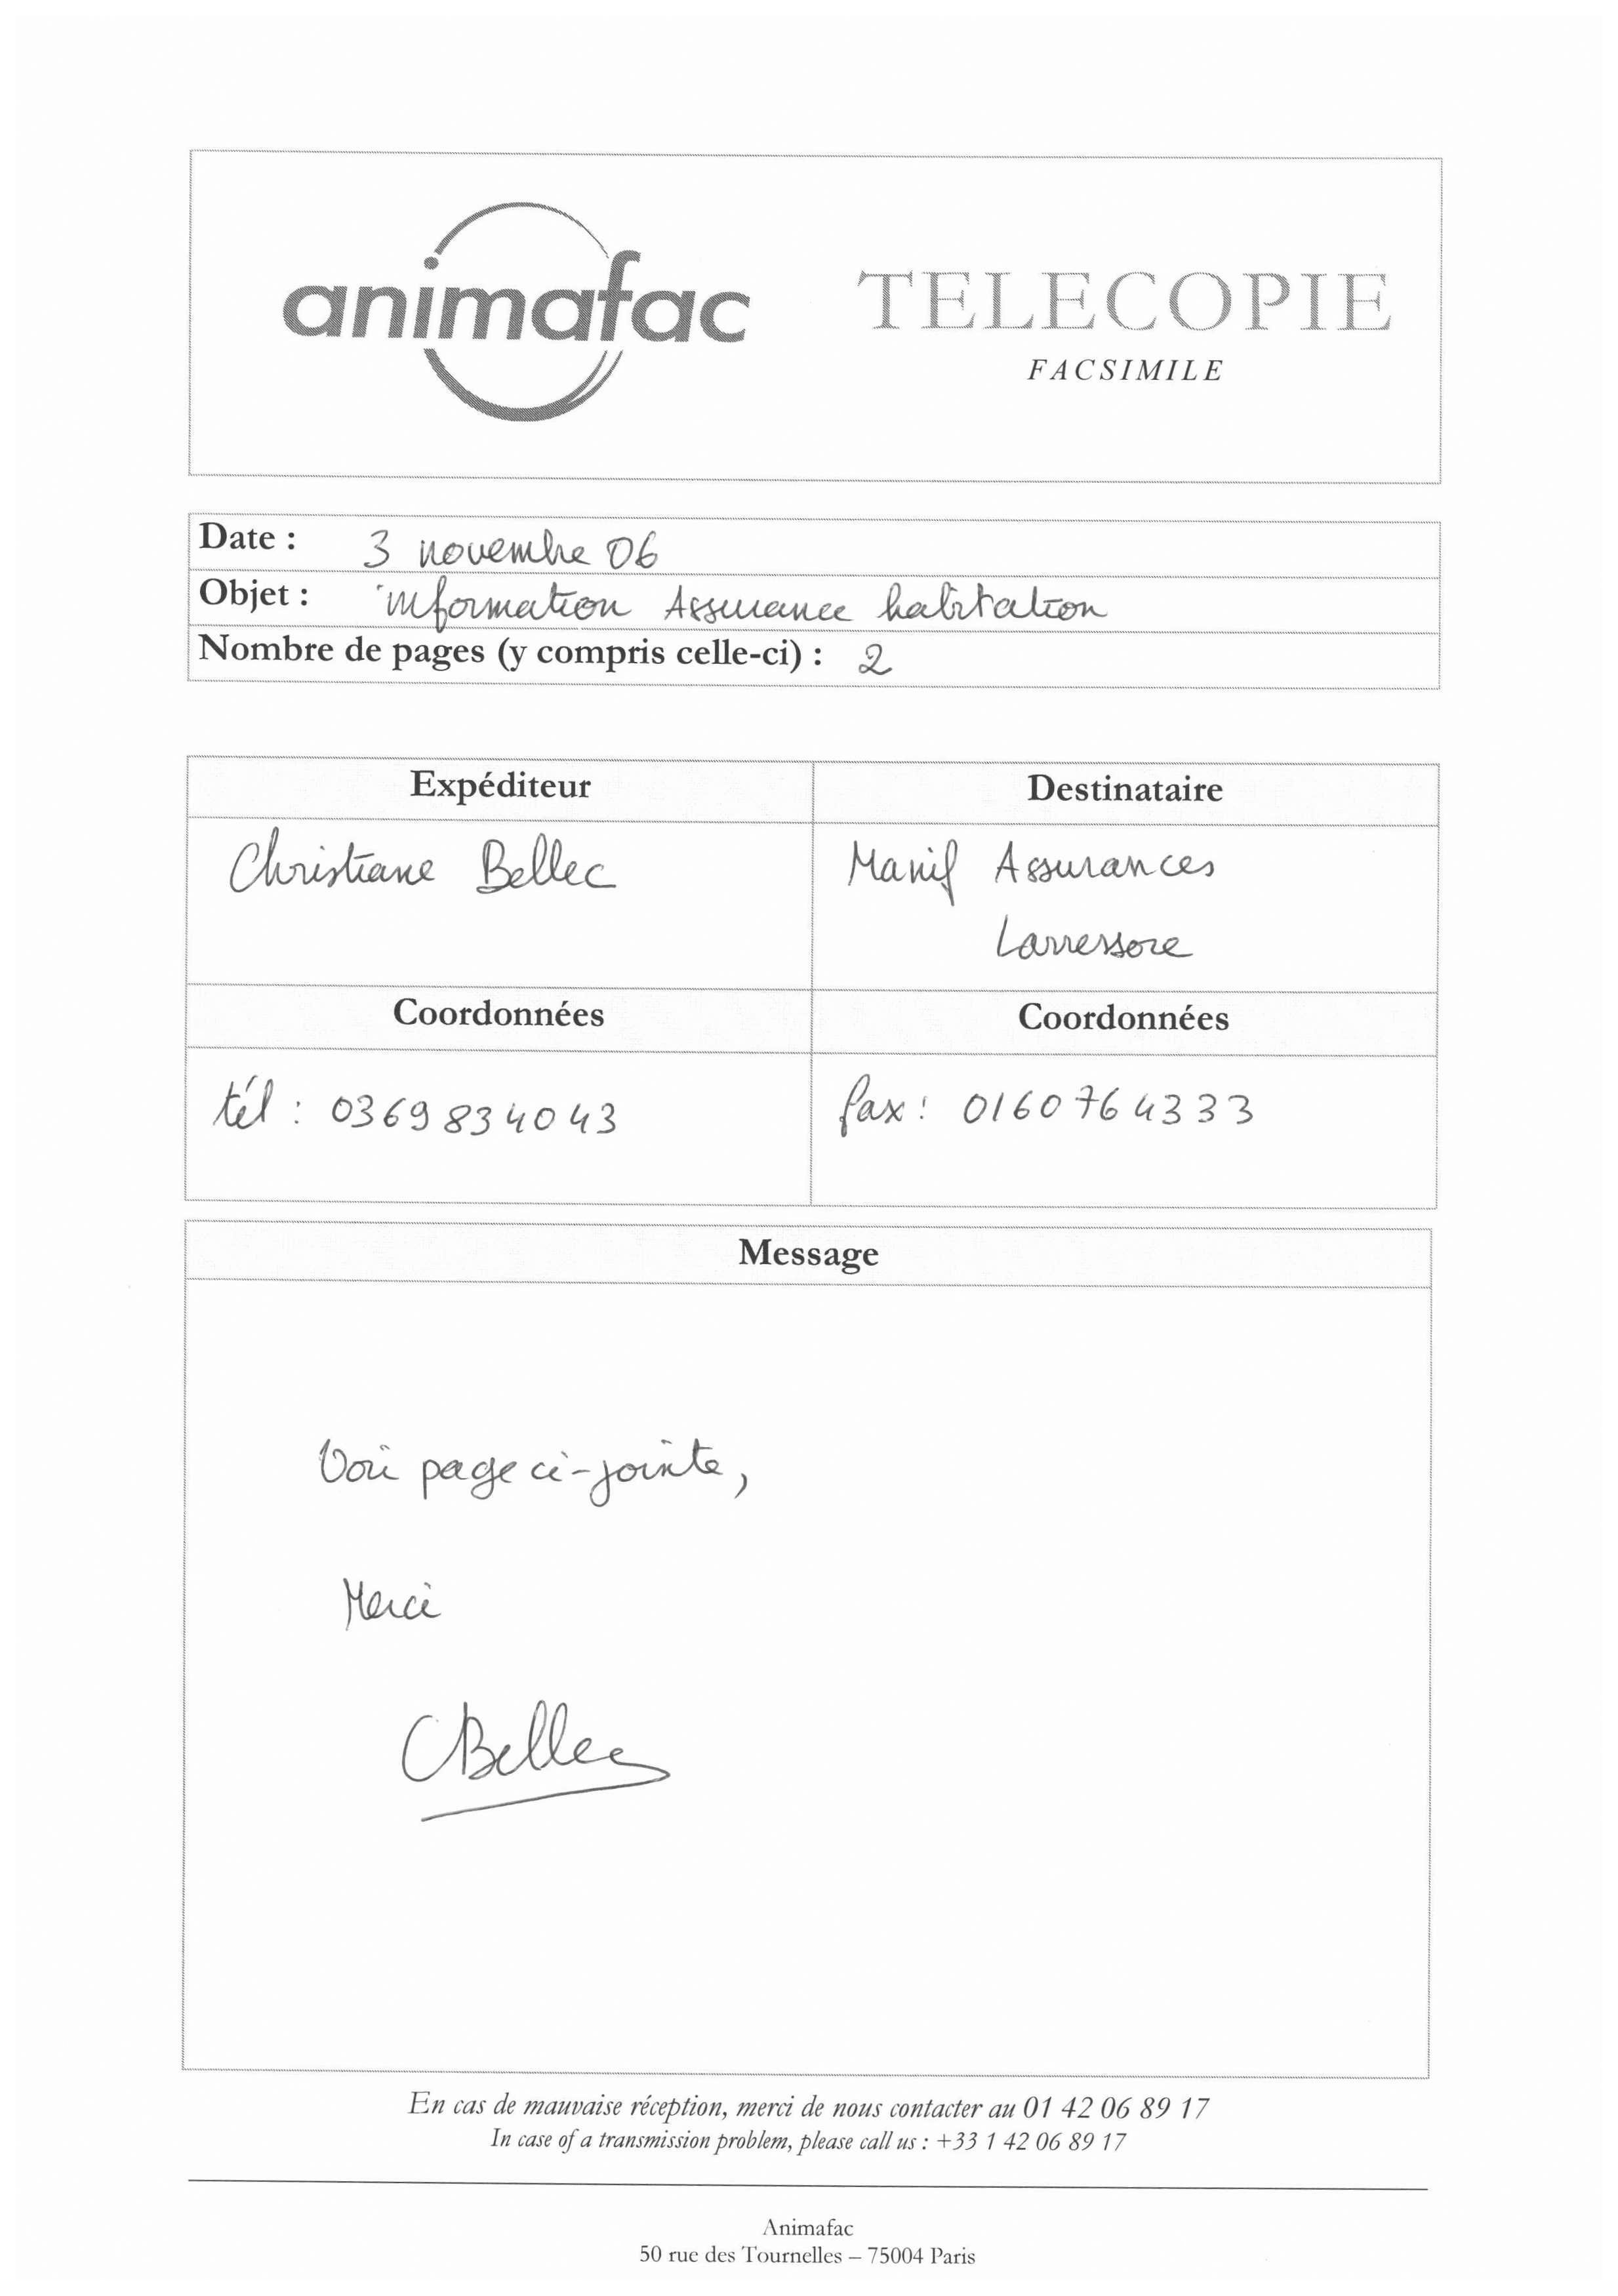 animafac
TELECOPIE
FACSIMILE
Date : 3 novembre 06
Objet : information Assurance habitation
Nombre de pages (y compris celle-ci) : 2
Expéditeur
Destinataire
Christiane Bellec
Manif Assurances
Larressore
Coordonnées
Coordonnées
tél : 0369834043
fax : 0160764333
Message
Voir page ci-jointe,
Merci
CBellec
En cas de mauvaise réception, merci de nous contacter au 01 42 06 89 17
In case of a transmission problem, please call us : +33 1 42 06 89 17
Animafac
50 rue des Tournelles – 75004 Paris